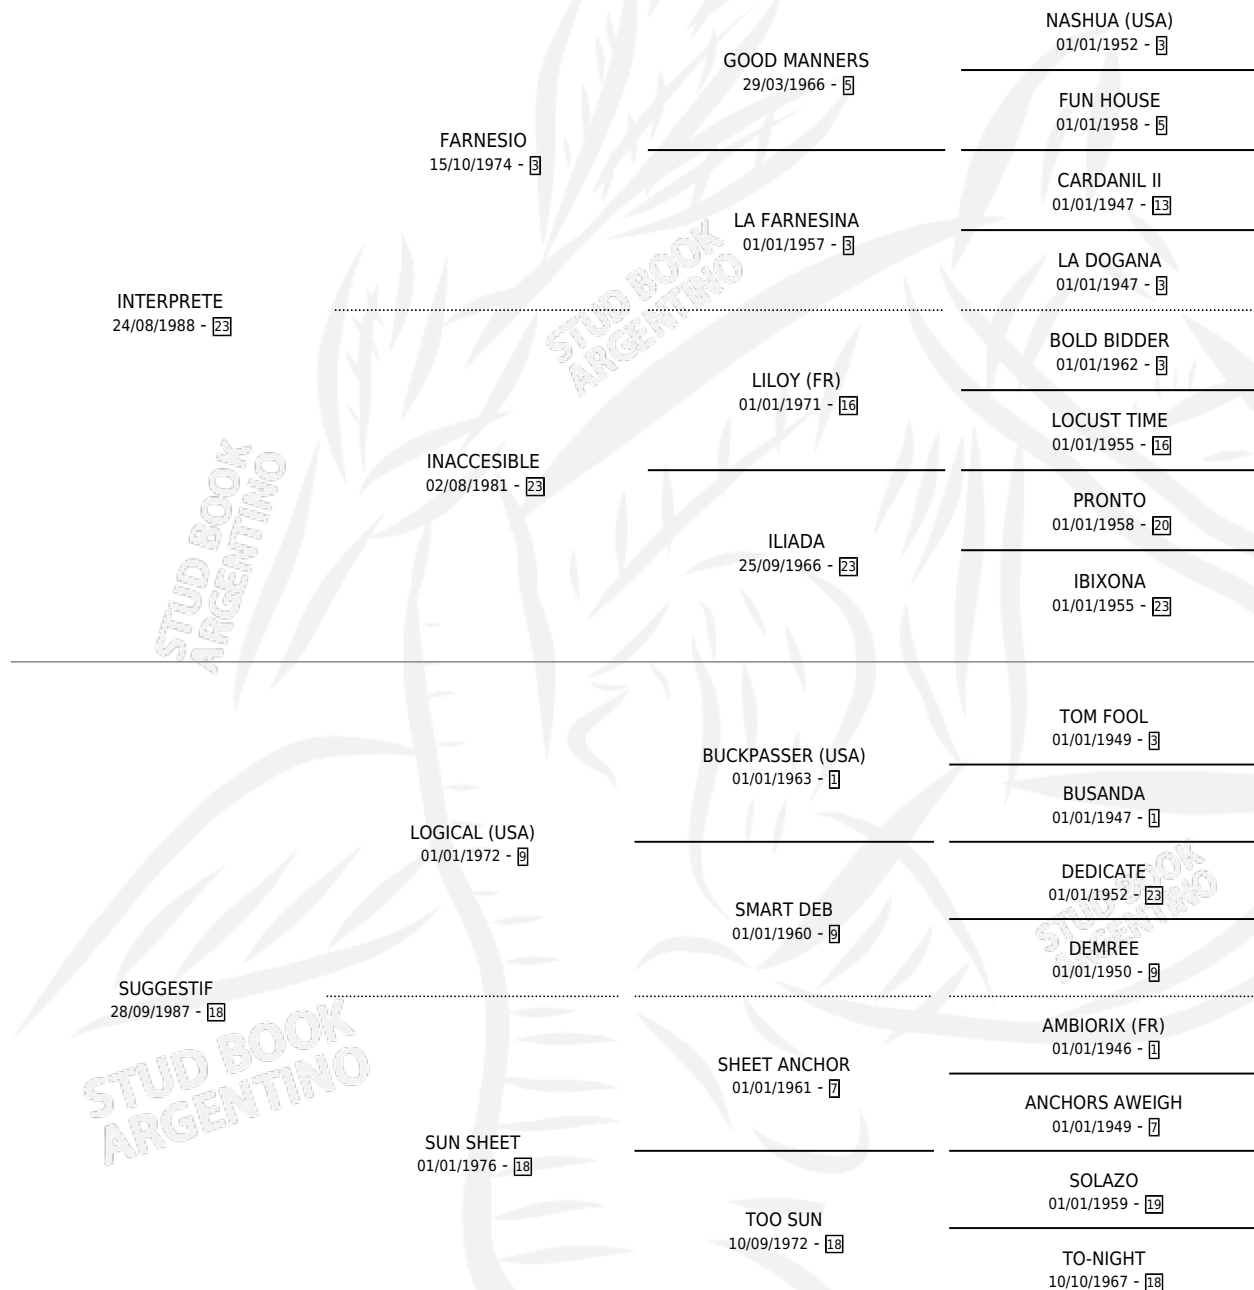 NASHUA (USA)
01/01/1952 - 3
GOOD MANNERS
29/03/1966 - 5
FUN HOUSE
01/01/1958 - 5
FARNESIO
15/10/1974 - 3
CARDANIL II
01/01/1947 - 13
LA FARNESINA
01/01/1957 - 3
LA DOGANA
01/01/1947 - 3
INTERPRETE
24/08/1988 - 23
BOLD BIDDER
01/01/1962 - 3
LILOY (FR)
01/01/1971 - 16
LOCUST TIME
01/01/1955 - 16
INACCESIBLE
02/08/1981 - 23
PRONTO
01/01/1958 - 20
ILIADA
25/09/1966 - 23
IBIXONA
01/01/1955 - 23
TOM FOOL
01/01/1949 - 3
BUCKPASSER (USA)
01/01/1963 - 1
BUSANDA
01/01/1947 - 1
LOGICAL (USA)
01/01/1972 - 9
DEDICATE
01/01/1952 - 23
SMART DEB
01/01/1960 - 9
DEMREE
01/01/1950 - 9
SUGGESTIF
28/09/1987 - 18
AMBIORIX (FR)
01/01/1946 - 1
SHEET ANCHOR
01/01/1961 - 7
ANCHORS AWEIGH
01/01/1949 - 7
SUN SHEET
01/01/1976 - 18
SOLAZO
01/01/1959 - 19
TOO SUN
10/09/1972 - 18
TO-NIGHT
10/10/1967 - 18
STUD BOOK
ARGENTINO
STUD BOOK
ARGENTINO
STUD BOOK
ARGENTINO
STUD BOOK
ARGENTINO